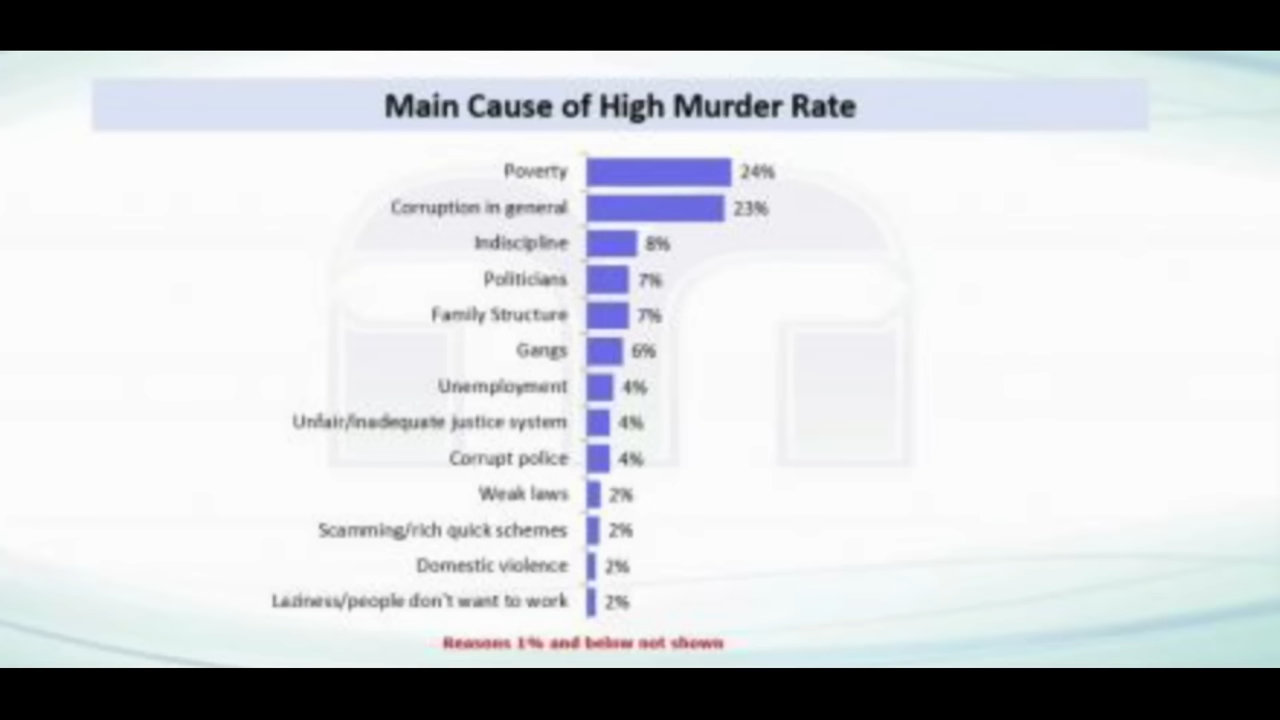 Main Cause of High Murder Rate
Poverty 24%
Corruption in general 23%
Indiscipline 8%
Politicians 7%
Family Structure 7%
Gangs 6%
Unemployment 4%
Unfair/inadequate justice system 4%
Corrupt police 4%
Weak laws 2%
Scamming/rich quick schemes 2%
Domestic violence 2%
Laziness/people don't want to work 2%
Reasons 1% and below not shown